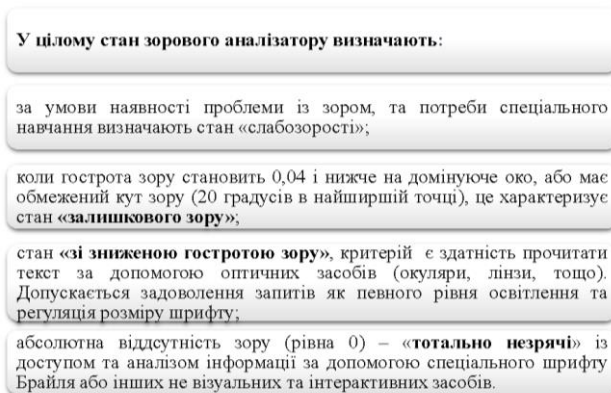 У цілому стан зорового аналізатору визначають:
за умови наявності проблеми із зором, та потреби спеціального
навчання визначають стан «слабозорості»;
коли гострота зору становить 0,04 і нижче на домінуюче око, або має
обмежений кут зору (20 градусів в найширшій точці), це характеризує
стан «залишкового зору»;
стан «зі зниженою гостротою зору», критерій є здатність прочитати
текст за допомогою оптичних засобів (окуляри, лінзи, тощо).
Допускається задоволення запитів як певного рівня освітлення та
регуляція розміру шрифту;
абсолютна віддсутність зору (рівна 0) – «тотально незрячі» із
доступом та аналізом інформації за допомогою спеціального шрифту
Брайля або інших не візуальних та інтерактивних засобів.